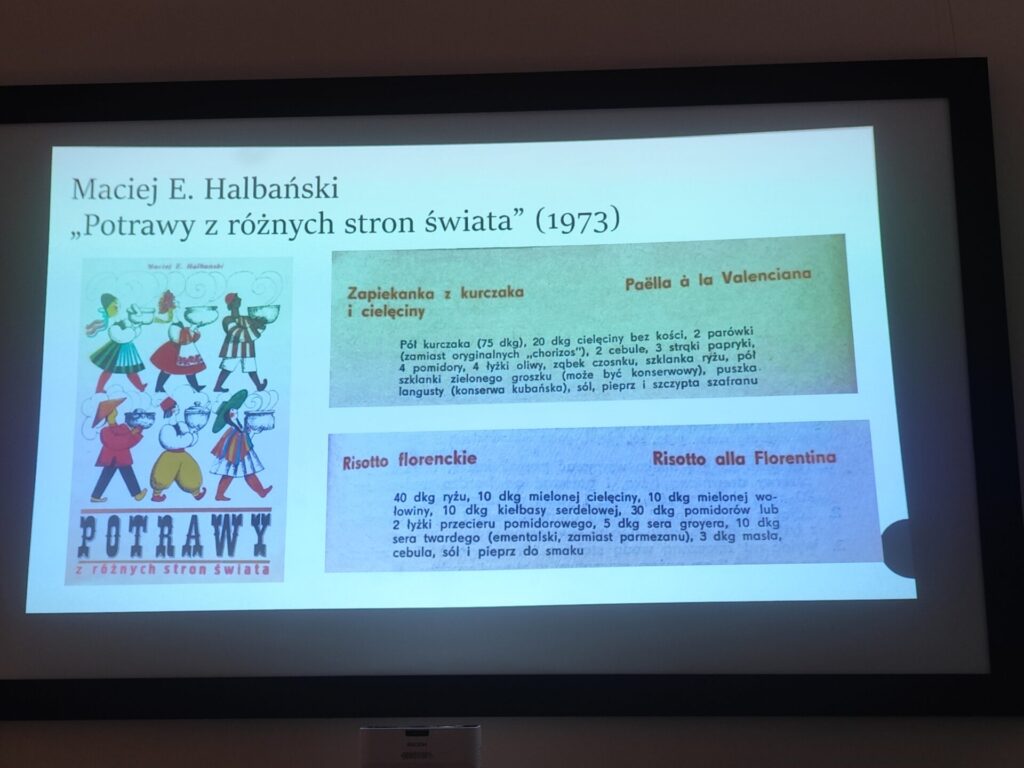 Maciej E. Halbański
„Potrawy z różnych stron świata” (1973)
Maciej E. Halbański
POTRAWY
z różnych stron świata
Zapiekanka z kurczaka
i cielęciny
Paëlla à la Valenciana
Pół kurczaka (75 dkg), 20 dkg cielęciny bez kości, 2 parówki
(zamiast oryginalnych „chorizos”), 2 cebule, 3 strąki papryki,
4 pomidory, 4 łyżki oliwy, ząbek czosnku, szklanka ryżu, pół
szklanki zielonego groszku (może być konserwowy), puszka
langusty (konserwa kubańska), sól, pieprz i szczypta szafranu
Risotto florenckie
Risotto alla Florentina
40 dkg ryżu, 10 dkg mielonej cielęciny, 10 dkg mielonej wo-
łowiny, 10 dkg kiełbasy serdelowej, 30 dkg pomidorów lub
2 łyżki przecieru pomidorowego, 5 dkg sera groyera, 10 dkg
sera twardego (ementalski, zamiast parmezanu), 3 dkg masła,
cebula, sól i pieprz do smaku